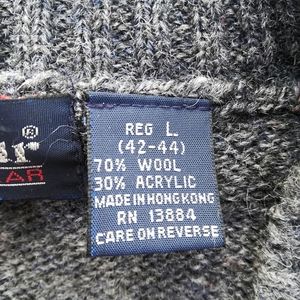 REG L
(42-44)
70% WOOL
30% ACRYLIC
MADE IN HONG KONG
RN 13884
CARE ON REVERSE